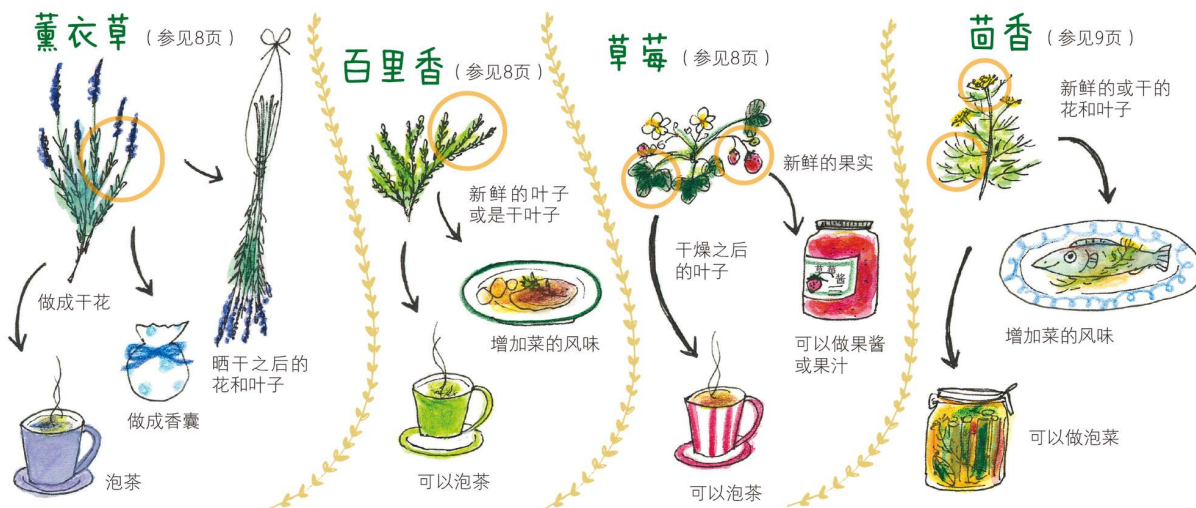 薰衣草（参见8页）
做成干花
晒干之后的
花和叶子
做成香囊
泡茶
百里香（参见8页）
新鲜的叶子
或是干叶子
增加菜的风味
可以泡茶
草莓（参见8页）
新鲜的果实
干燥之后
的叶子
草莓
酱
可以做果酱
或果汁
可以泡茶
茴香（参见9页）
新鲜的或干的
花和叶子
增加菜的风味
可以做泡菜